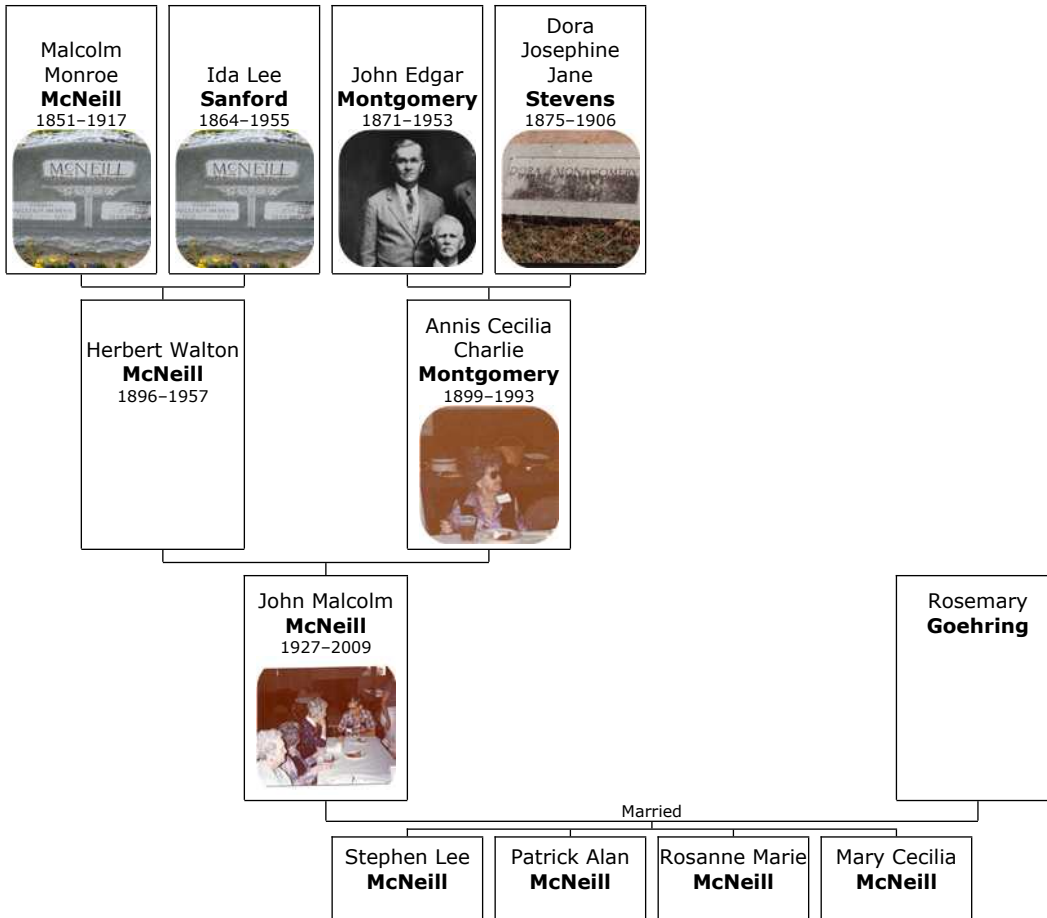 Malcolm
Monroe
McNeill
1851–1917
MCNEILL
Ida Lee
Sanford
1864–1955
MCNEILL
John Edgar
Montgomery
1871–1953
Dora
Josephine
Jane
Stevens
1875–1906
MONTGOMERY
Herbert Walton
McNeill
1896–1957
Annis Cecilia
Charlie
Montgomery
1899–1993
John Malcolm
McNeill
1927–2009
Rosemary
Goehring
Married
Stephen Lee
McNeill
Patrick Alan
McNeill
Rosanne Marie
McNeill
Mary Cecilia
McNeill